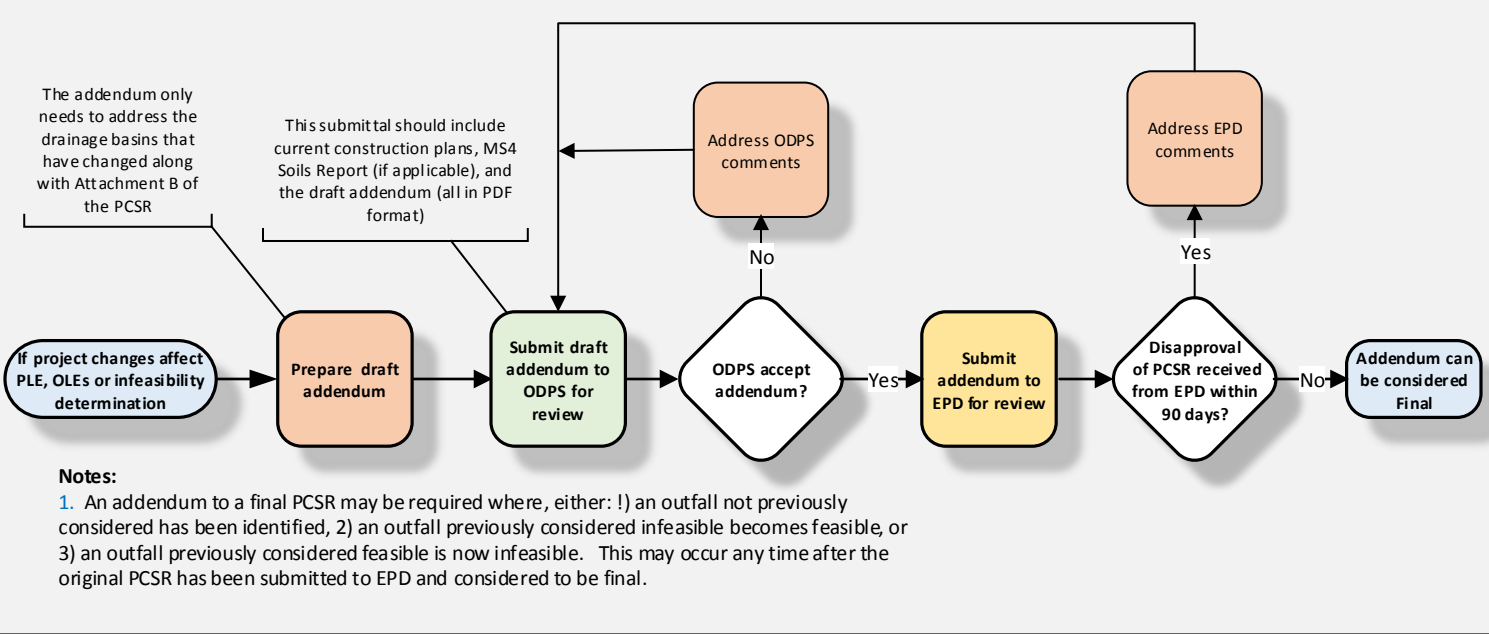 The addendum only
needs to address the
drainage basins that
have changed along
with Attachment B of
the PCSR
This submittal should include
current construction plans, MS4
Soils Report (if applicable), and
the draft addendum (all in PDF
format)
Address ODPS
comments
Address EPD
comments
No
Yes
If project changes affect
PLE, OLEs or infeasibility
determination
Prepare draft
addendum
Submit draft
addendum to
ODPS for
review
ODPS accept
addendum?
Yes
Submit
addendum to
EPD for review
Disapproval
of PCSR received
from EPD within
90 days?
No
Addendum can
be considered
Final
Notes:
1. An addendum to a final PCSR may be required where, either: !) an outfall not previously
considered has been identified, 2) an outfall previously considered infeasible becomes feasible, or
3) an outfall previously considered feasible is now infeasible. This may occur any time after the
original PCSR has been submitted to EPD and considered to be final.